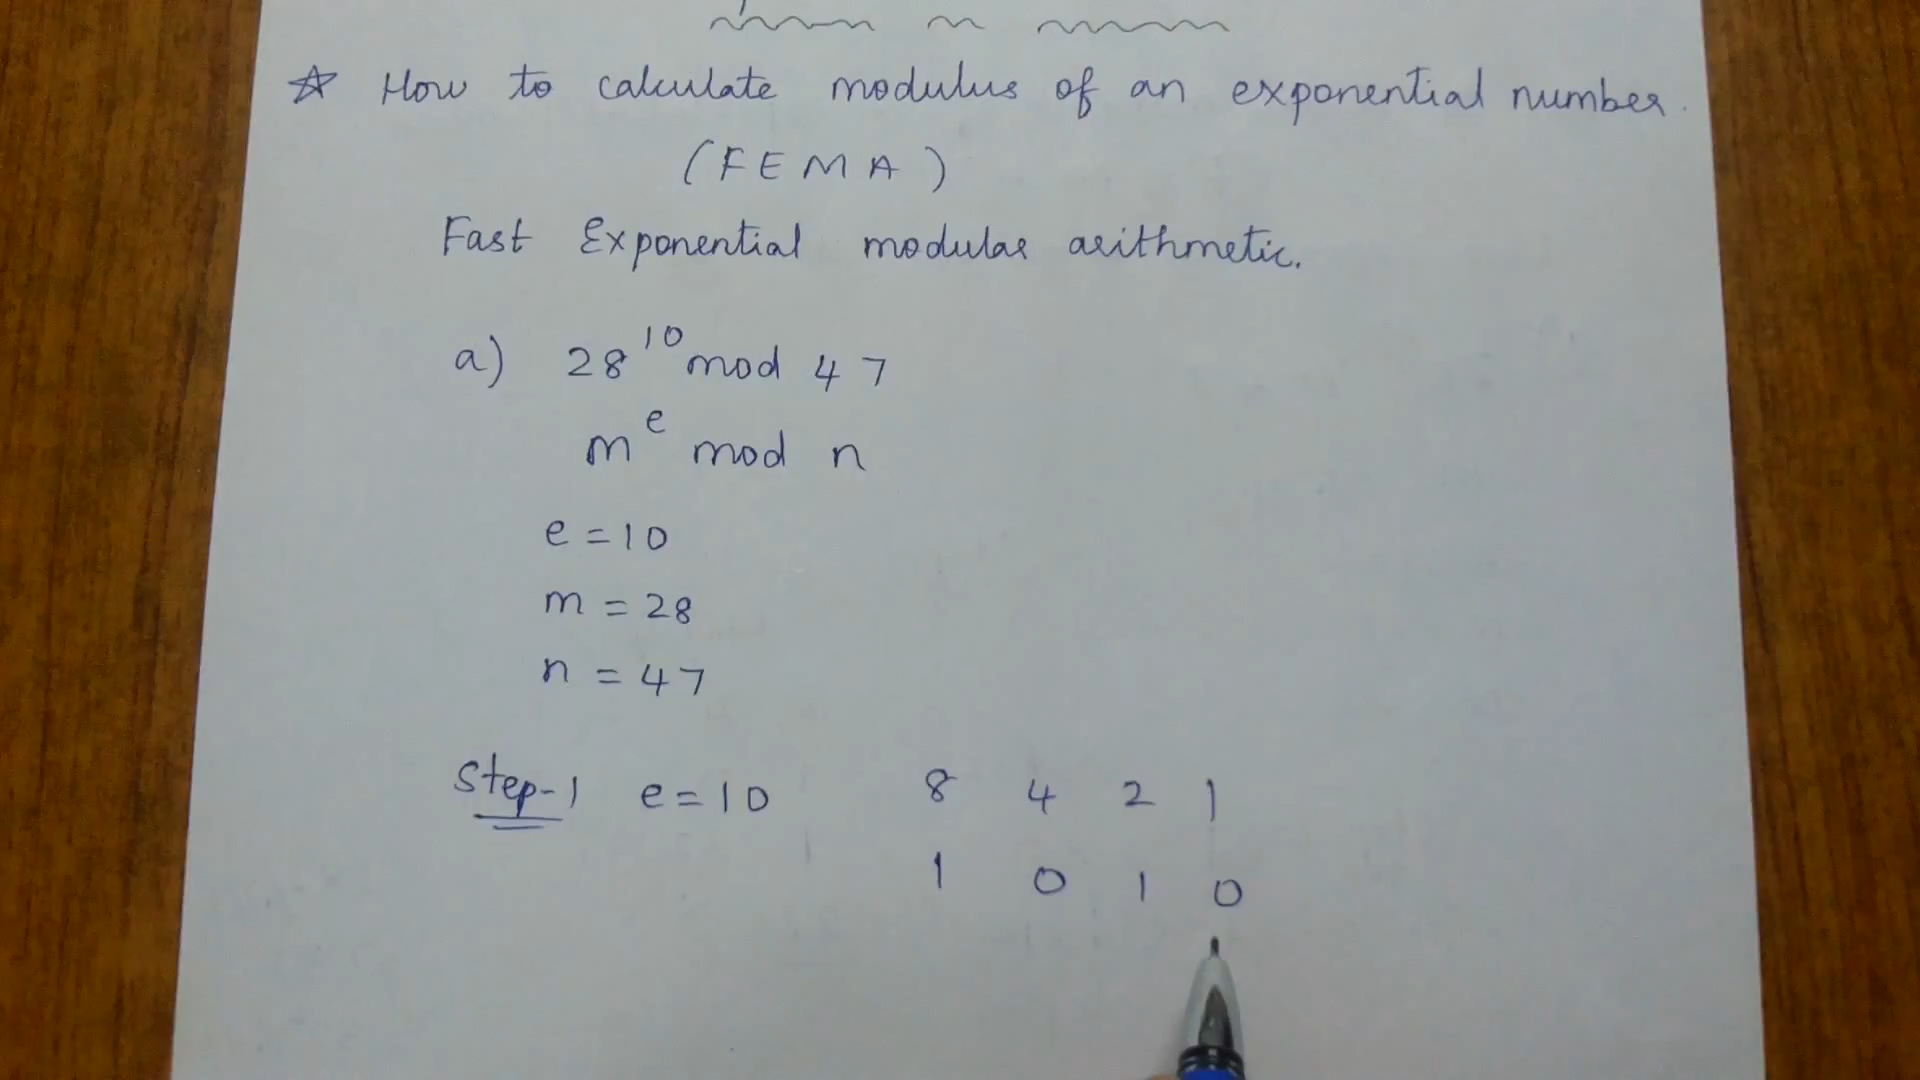 ☆ How to calculate modulus of an exponential number.
(FEMA)
Fast Exponential modular arithmetic.
a) 28^10 mod 47
m^e mod n
e = 10
m = 28
n = 47
Step-1 e = 10 8 4 2 1
1 0 1 0